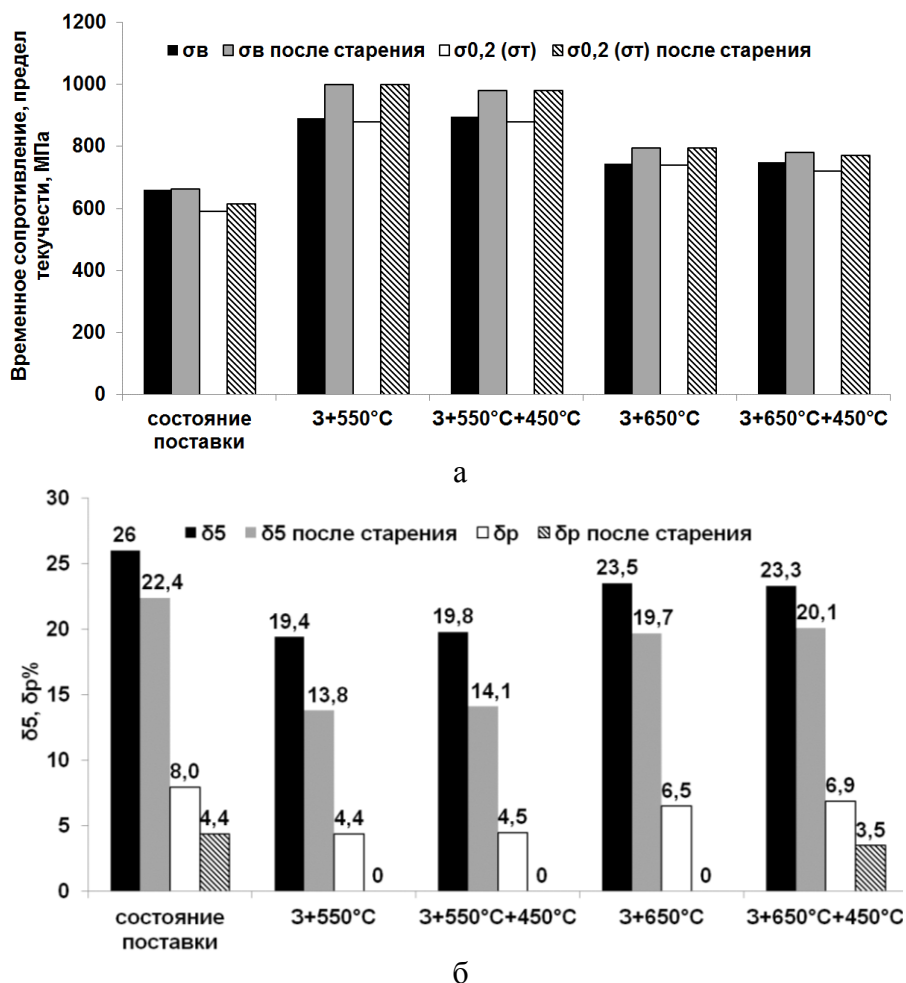 1200
1000
800
600
400
200
0
Временное сопротивление, предел
текучести, МПа
σв σв после старения σ0,2 (σт) σ0,2 (σт) после старения
состояние
поставки
З+550°С
З+550°С+450°С
З+650°С
З+650°С+450°С
а
30
25
20
15
10
5
0
δ5, δр%
δ5 δ5 после старения δр δр после старения
26
22,4
8,0
4,4
19,4
13,8
4,4
0
19,8
14,1
4,5
0
23,5
19,7
6,5
0
23,3
20,1
6,9
3,5
состояние
поставки
З+550°С
З+550°С+450°С
З+650°С
З+650°С+450°С
б